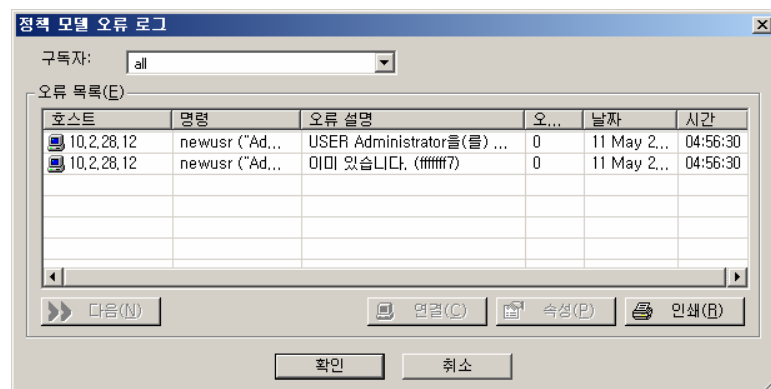 정책 모델 오류 로그
구독자: all
오류 목록(E)
호스트 명령 오류 설명 오... 날짜 시간
10,2,28,12 newusr ("Ad,,, USER Administrator을(를) ,,, 0 11 May 2,,, 04:56:30
10,2,28,12 newusr ("Ad,,, 이미 있습니다, (fffffff7) 0 11 May 2,,, 04:56:30
다음(N) 연결(C) 속성(P) 인쇄(R)
확인 취소